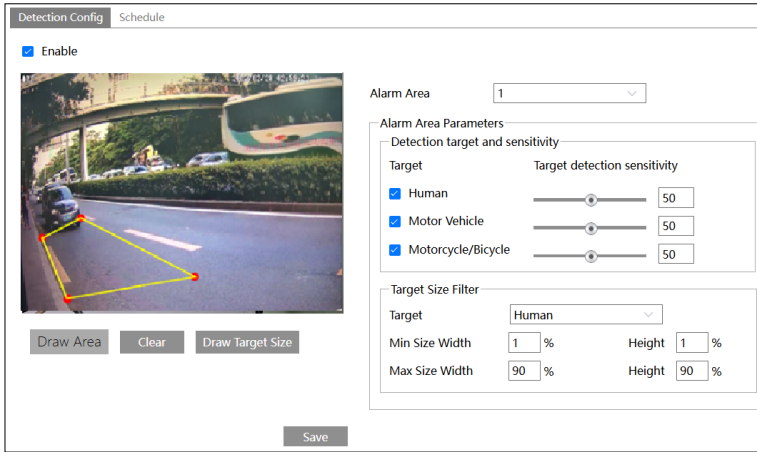 Detection Config Schedule
Enable
Alarm Area 1
Alarm Area Parameters
Detection target and sensitivity
Target Target detection sensitivity
Human 50
Motor Vehicle 50
Motorcycle/Bicycle 50
Target Size Filter
Target Human
Min Size Width 1 % Height 1 %
Max Size Width 90 % Height 90 %
Draw Area Clear Draw Target Size
Save